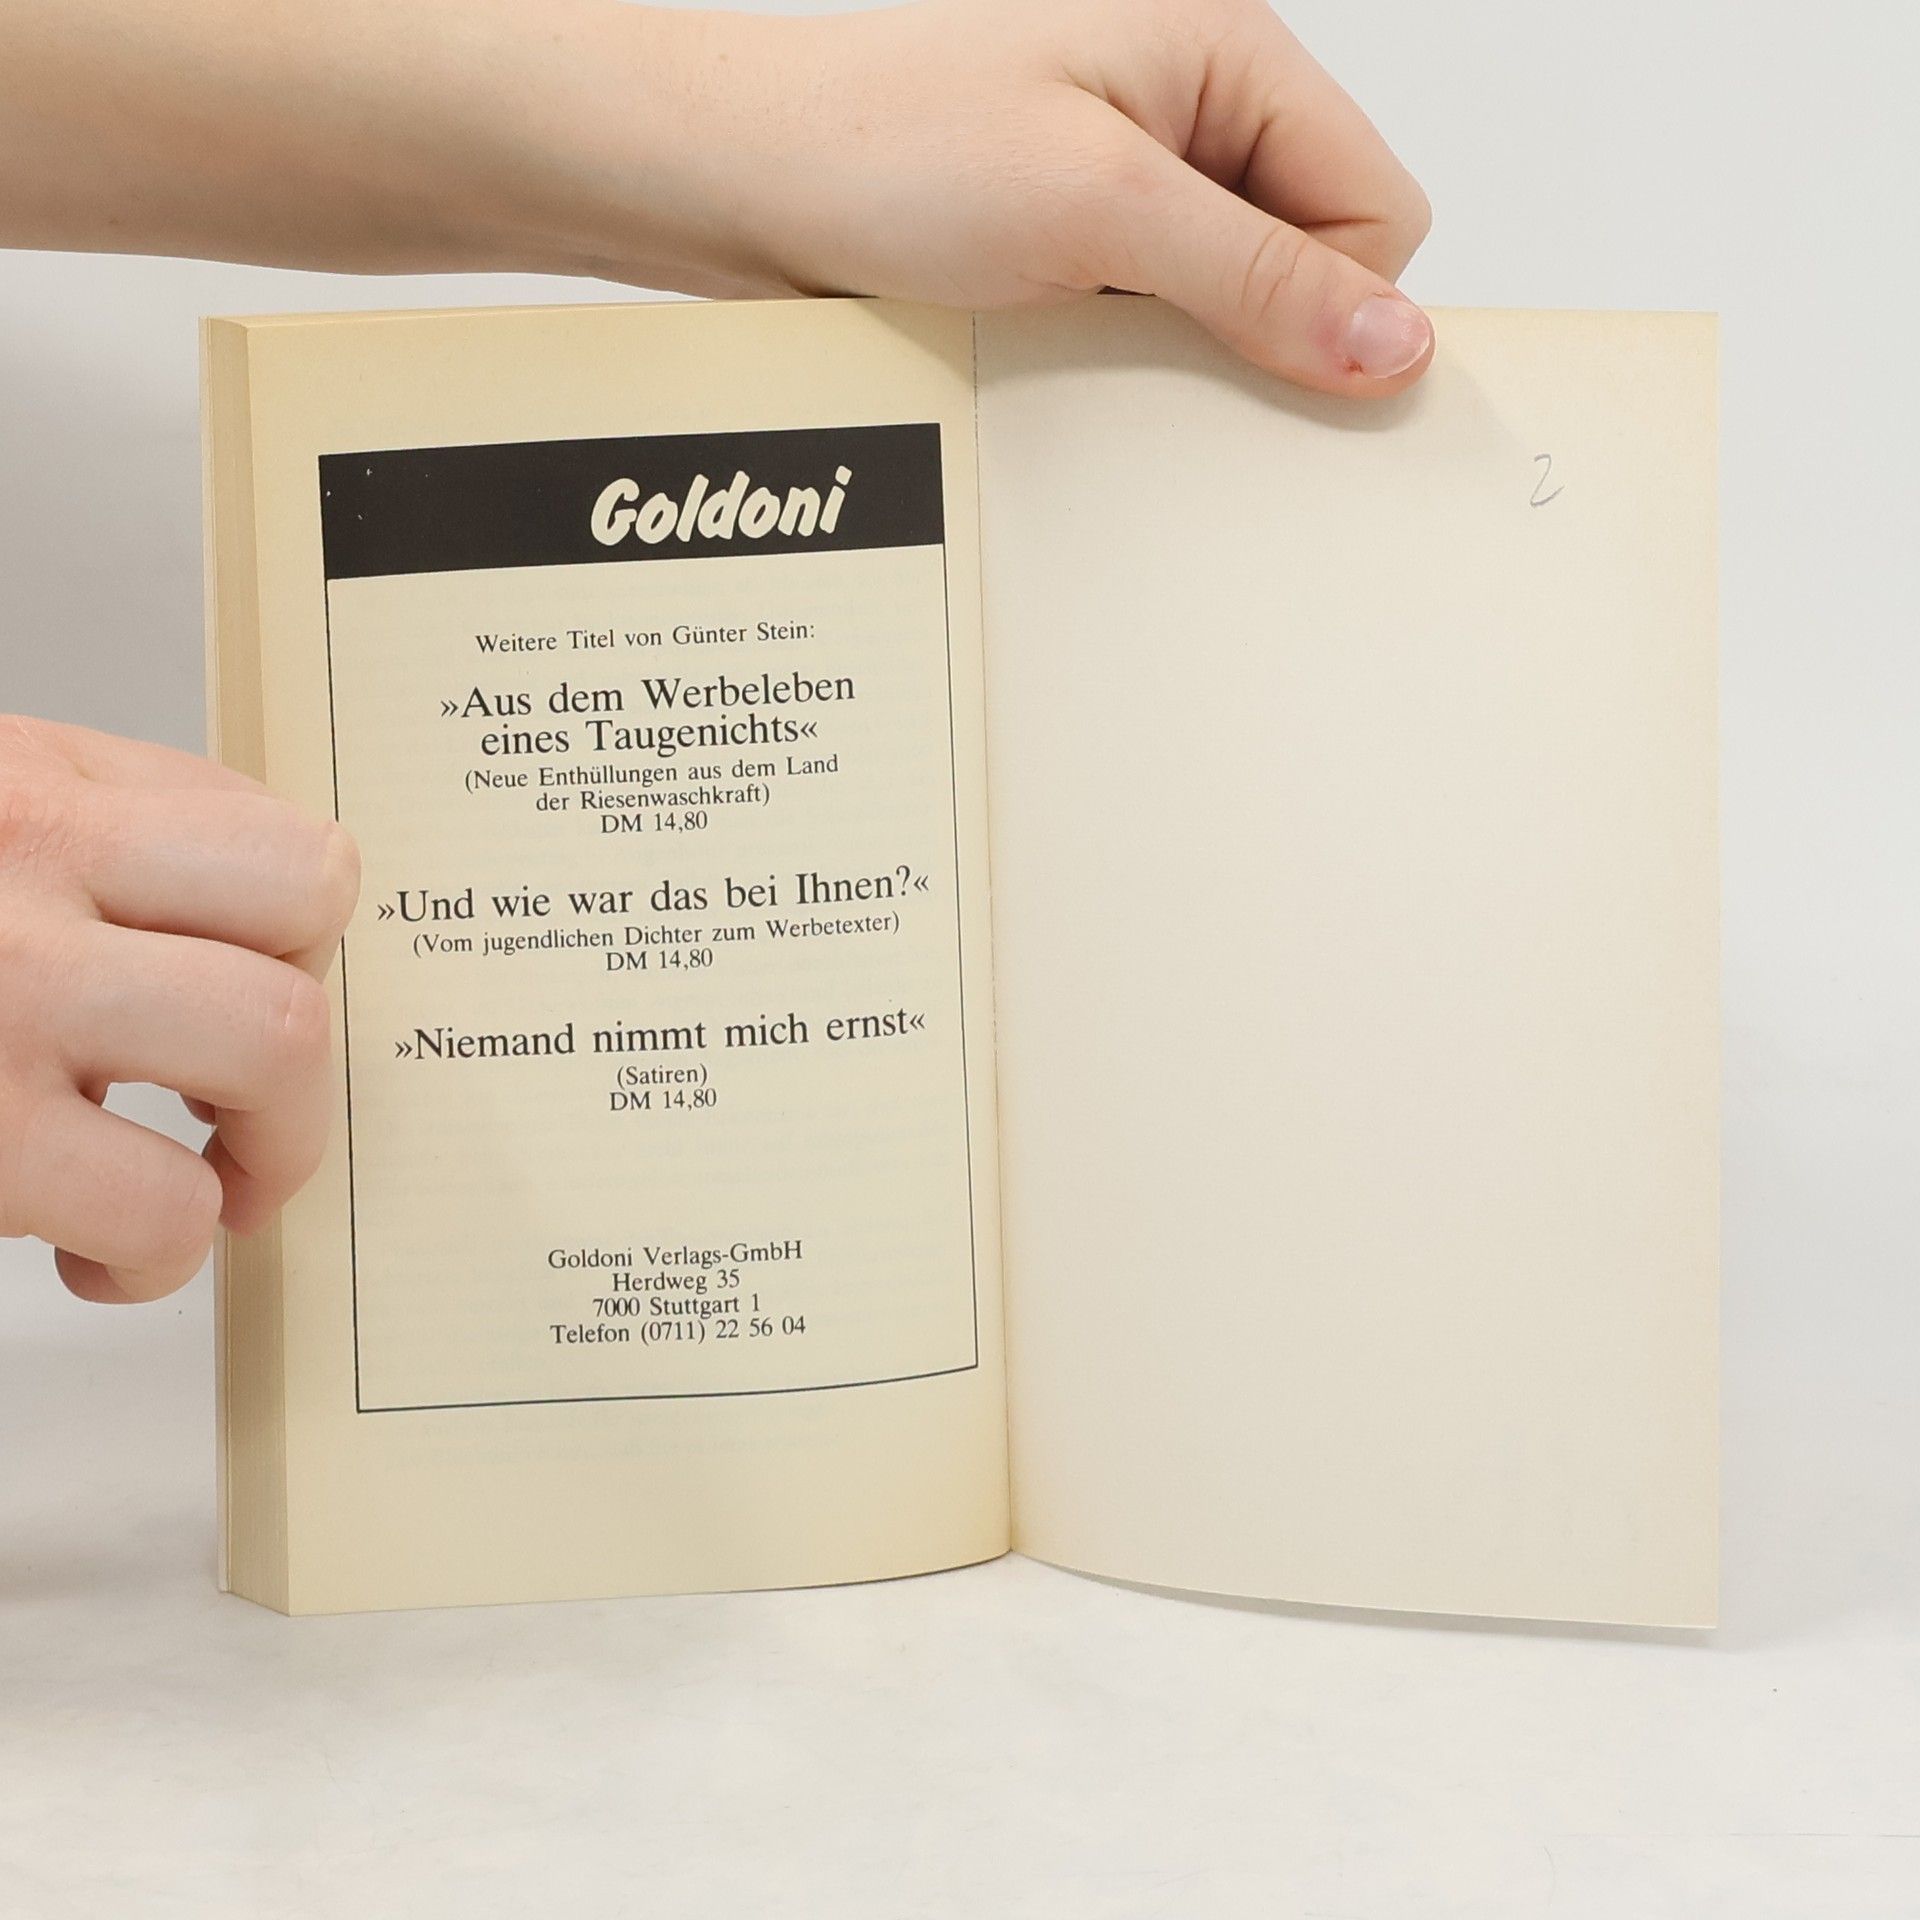 Goldoni
Weitere Titel von Günter Stein:
»Aus dem Werbeleben
eines Taugenichts«
(Neue Enthüllungen aus dem Land
der Riesenwaschkraft)
DM 14,80
»Und wie war das bei Ihnen?«
(Vom jugendlichen Dichter zum Werbetexter)
DM 14,80
»Niemand nimmt mich ernst«
(Satiren)
DM 14,80
Goldoni Verlags-GmbH
Herdweg 35
7000 Stuttgart 1
Telefon (0711) 22 56 04
2